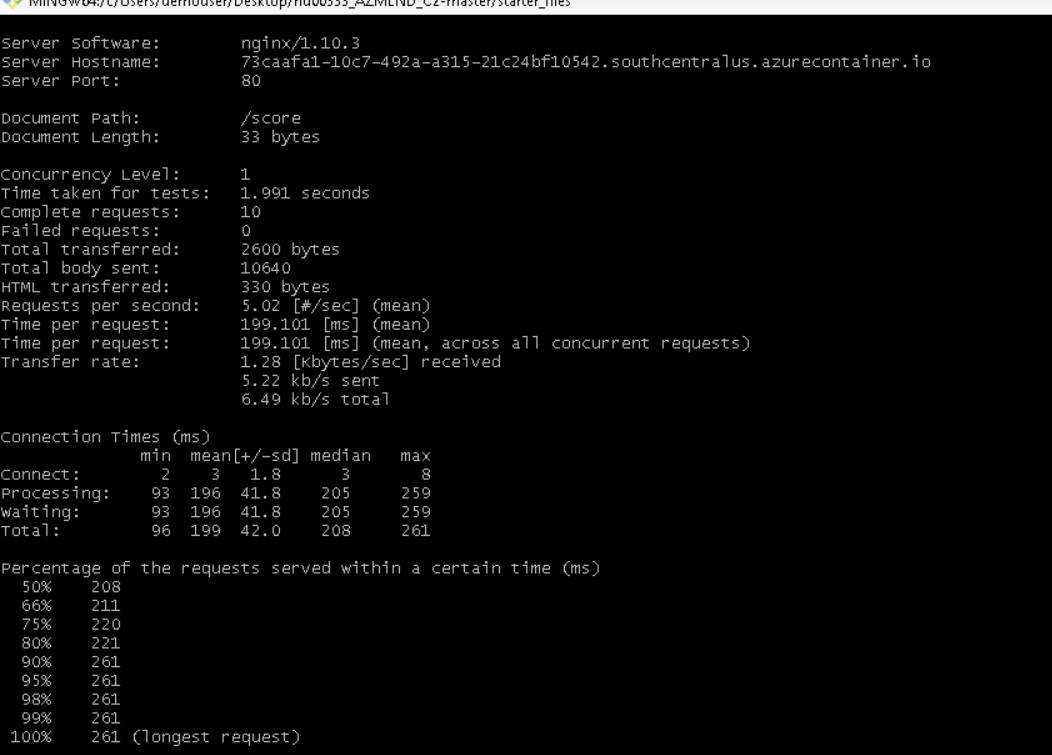 MINGW64:/c/Users/demouser/Desktop/nd00333_AZMLND_C2-master/starter_files
Server Software: nginx/1.10.3
Server Hostname: 73caafa1-10c7-492a-a315-21c24bf10542.southcentralus.azurecontainer.io
Server Port: 80
Document Path: /score
Document Length: 33 bytes
Concurrency Level: 1
Time taken for tests: 1.991 seconds
Complete requests: 10
Failed requests: 0
Total transferred: 2600 bytes
Total body sent: 10640
HTML transferred: 330 bytes
Requests per second: 5.02 [#/sec] (mean)
Time per request: 199.101 [ms] (mean)
Time per request: 199.101 [ms] (mean, across all concurrent requests)
Transfer rate: 1.28 [Kbytes/sec] received
5.22 kb/s sent
6.49 kb/s total
Connection Times (ms)
min mean[+/-sd] median max
Connect: 2 3 1.8 3 8
Processing: 93 196 41.8 205 259
Waiting: 93 196 41.8 205 259
Total: 96 199 42.0 208 261
Percentage of the requests served within a certain time (ms)
50% 208
66% 211
75% 220
80% 221
90% 261
95% 261
98% 261
99% 261
100% 261 (longest request)